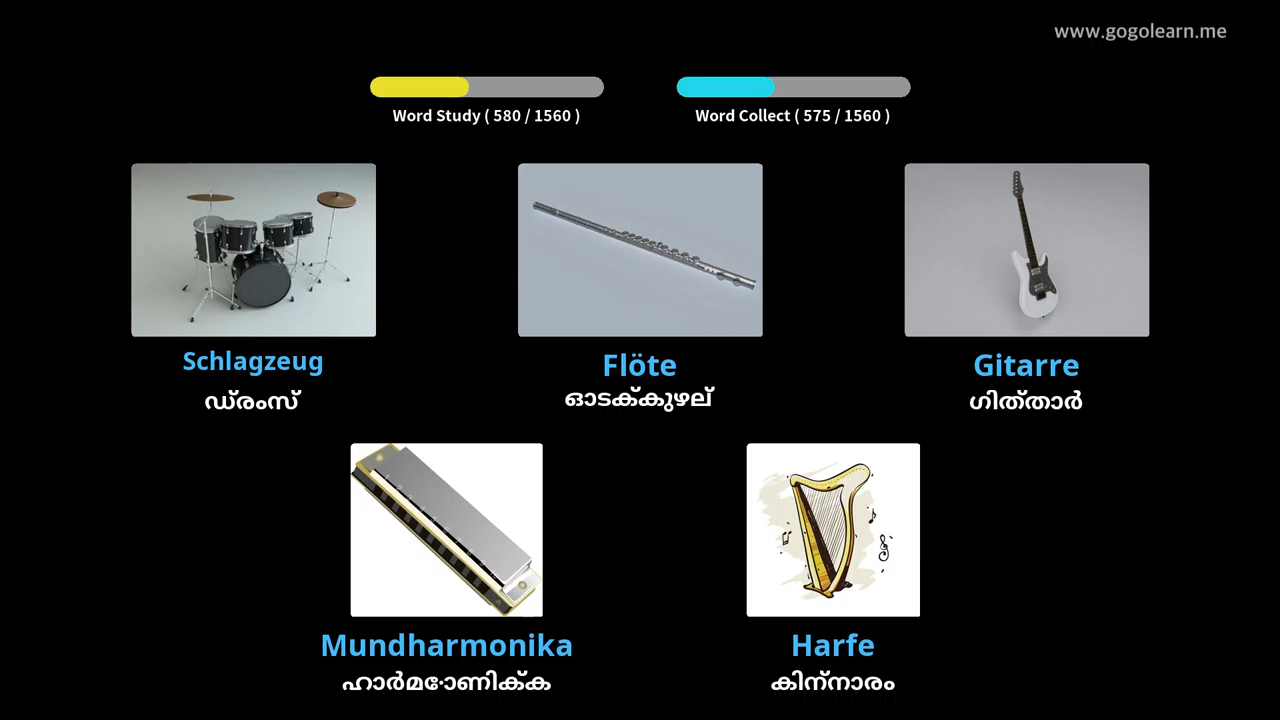 www.gogolearn.me
Word Study ( 580 / 1560 )
Word Collect ( 575 / 1560 )
Schlagzeug
ഡ്രംസ്
Flöte
ഓടക്കുഴല്
Gitarre
ഗിത്താർ
Mundharmonika
ഹാർമോണിക്ക
Harfe
കിന്നാരം